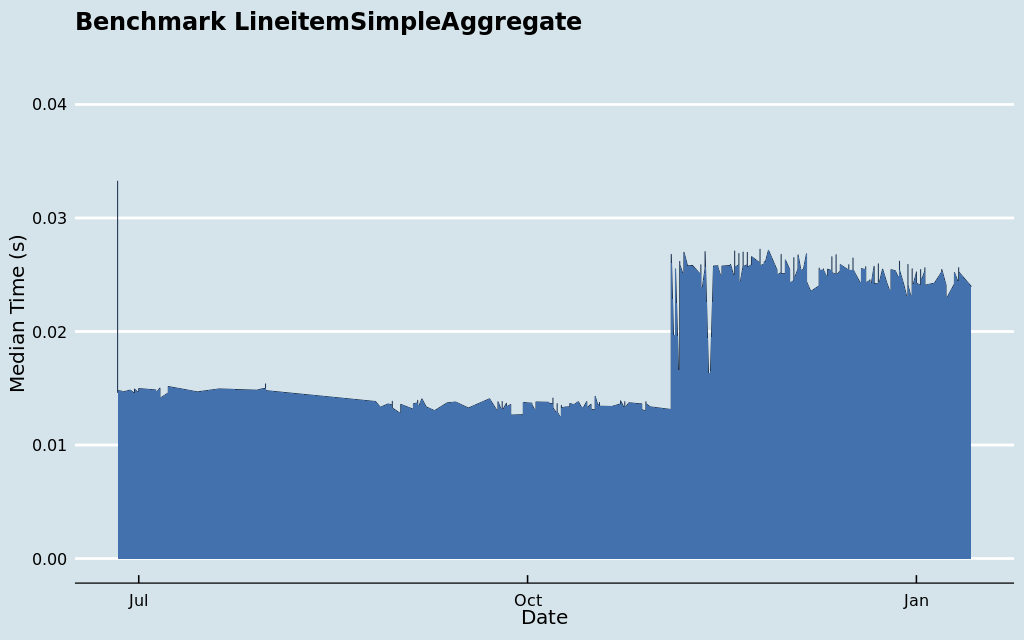 Benchmark LineitemSimpleAggregate
0.04
0.03
0.02
0.01
0.00
Median Time (s)
Jul
Oct
Jan
Date